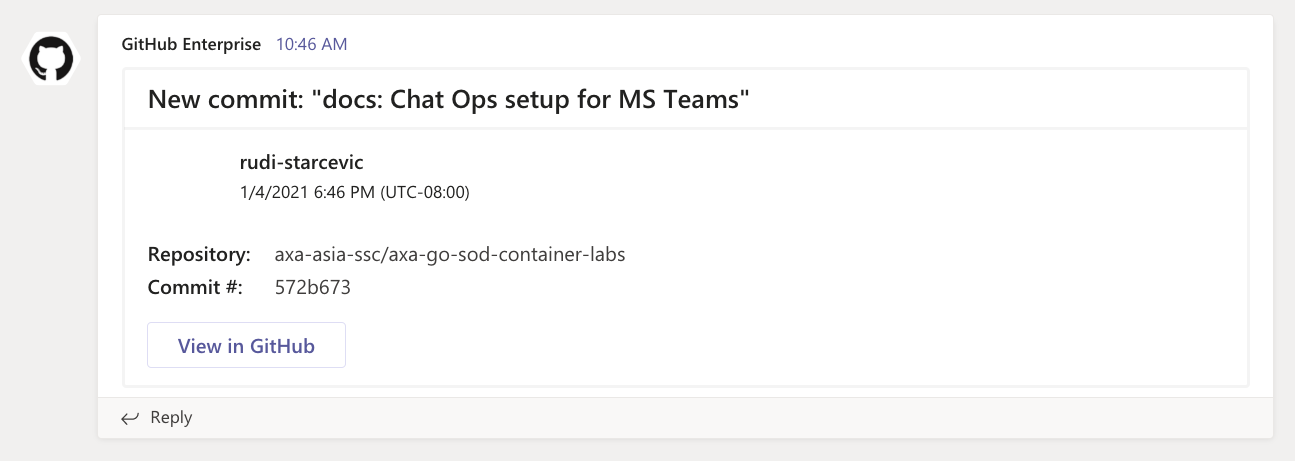 GitHub Enterprise 10:46 AM
New commit: "docs: Chat Ops setup for MS Teams"
rudi-starcevic
1/4/2021 6:46 PM (UTC-08:00)
Repository: axa-asia-ssc/axa-go-sod-container-labs
Commit #: 572b673
View in GitHub
Reply